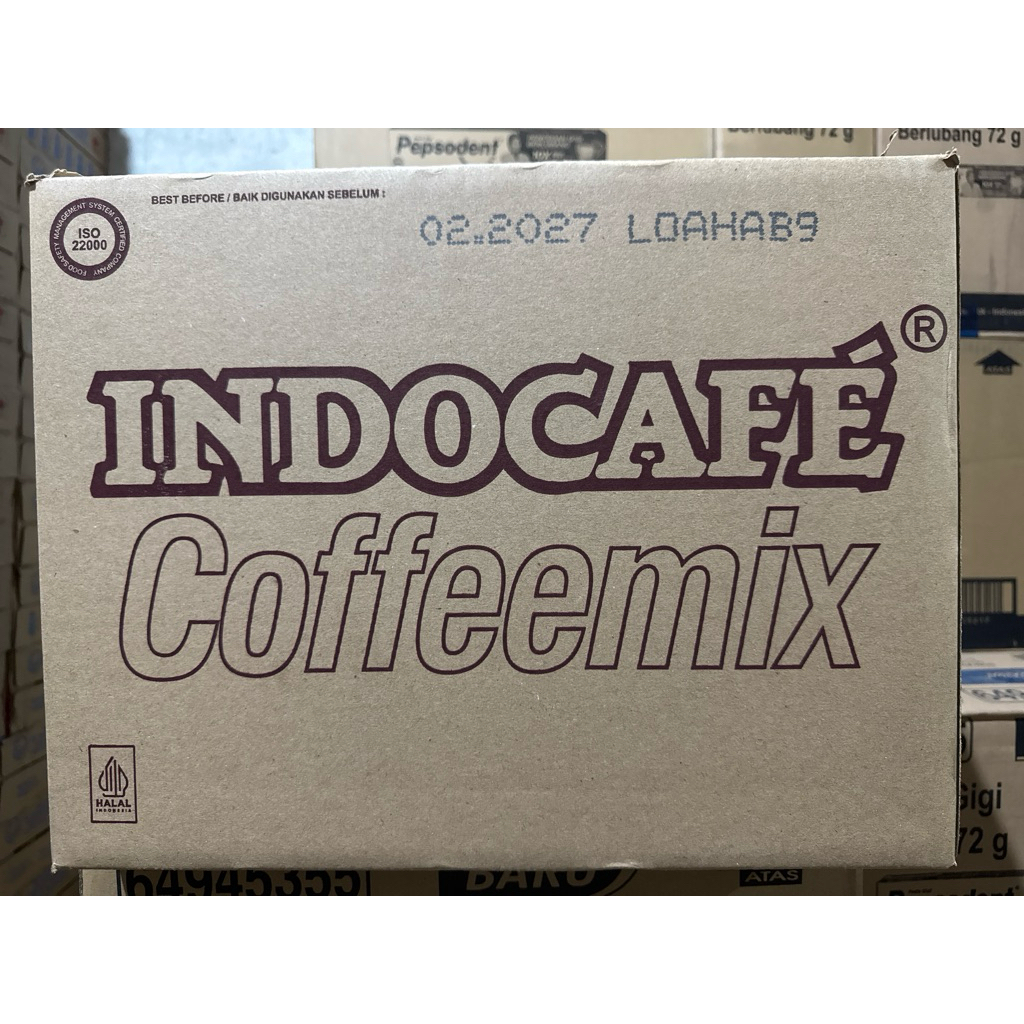 Pepsodent
Berlubang 72 g
Berlubang 72 g
BEST BEFORE / BAIK DIGUNAKAN SEBELUM :
02.2027 LOAHAB9
FOOD SAFETY MANAGEMENT SYSTEM CERTIFIED COMPANY
ISO
22000
INDOCAFÉ®
Coffeemix
ATAS
HALAL
INDONESIA
Gigi
72 g
64945355
BARU
ATAS
Pepsodent